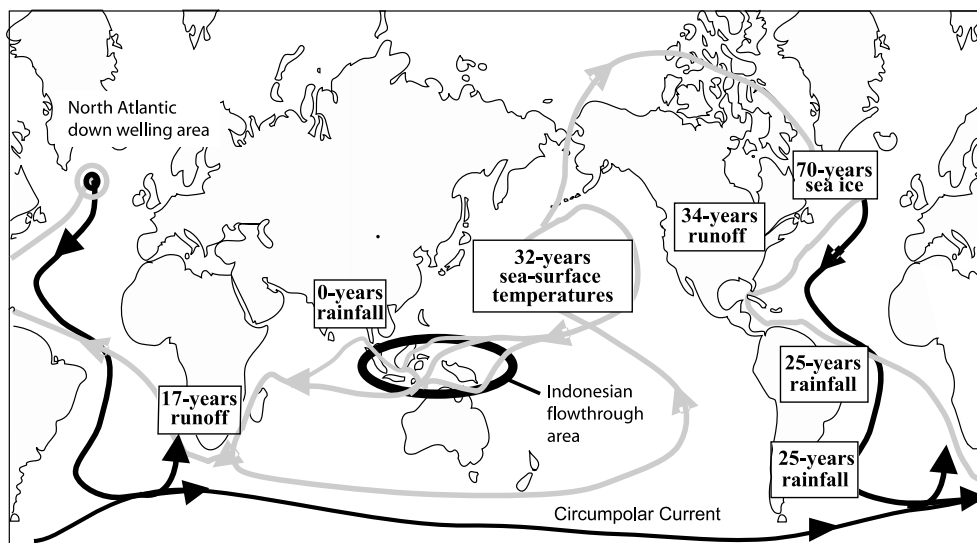 North Atlantic
down welling area
70-years
sea ice
34-years
runoff
32-years
sea-surface
temperatures
0-years
rainfall
25-years
rainfall
17-years
runoff
Indonesian
flowthrough
area
25-years
rainfall
Circumpolar Current